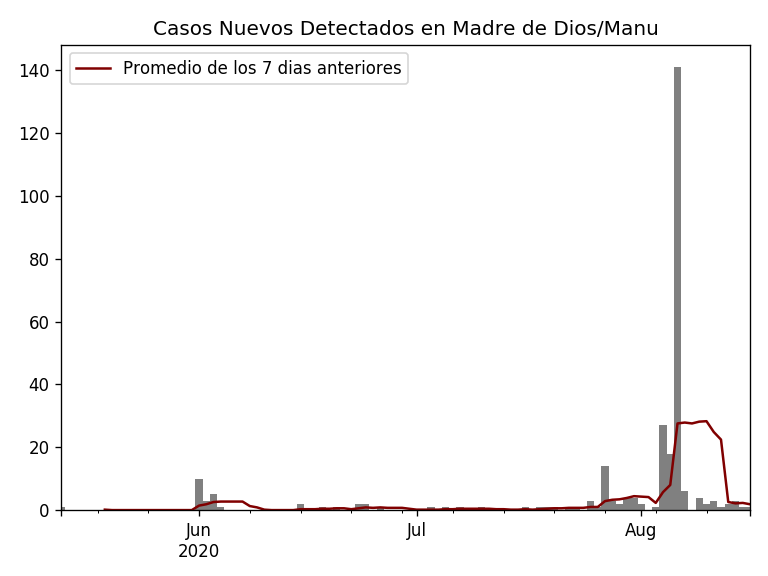 Casos Nuevos Detectados en Madre de Dios/Manu
Promedio de los 7 dias anteriores
140
120
100
80
60
40
20
0
Jun
2020
Jul
Aug